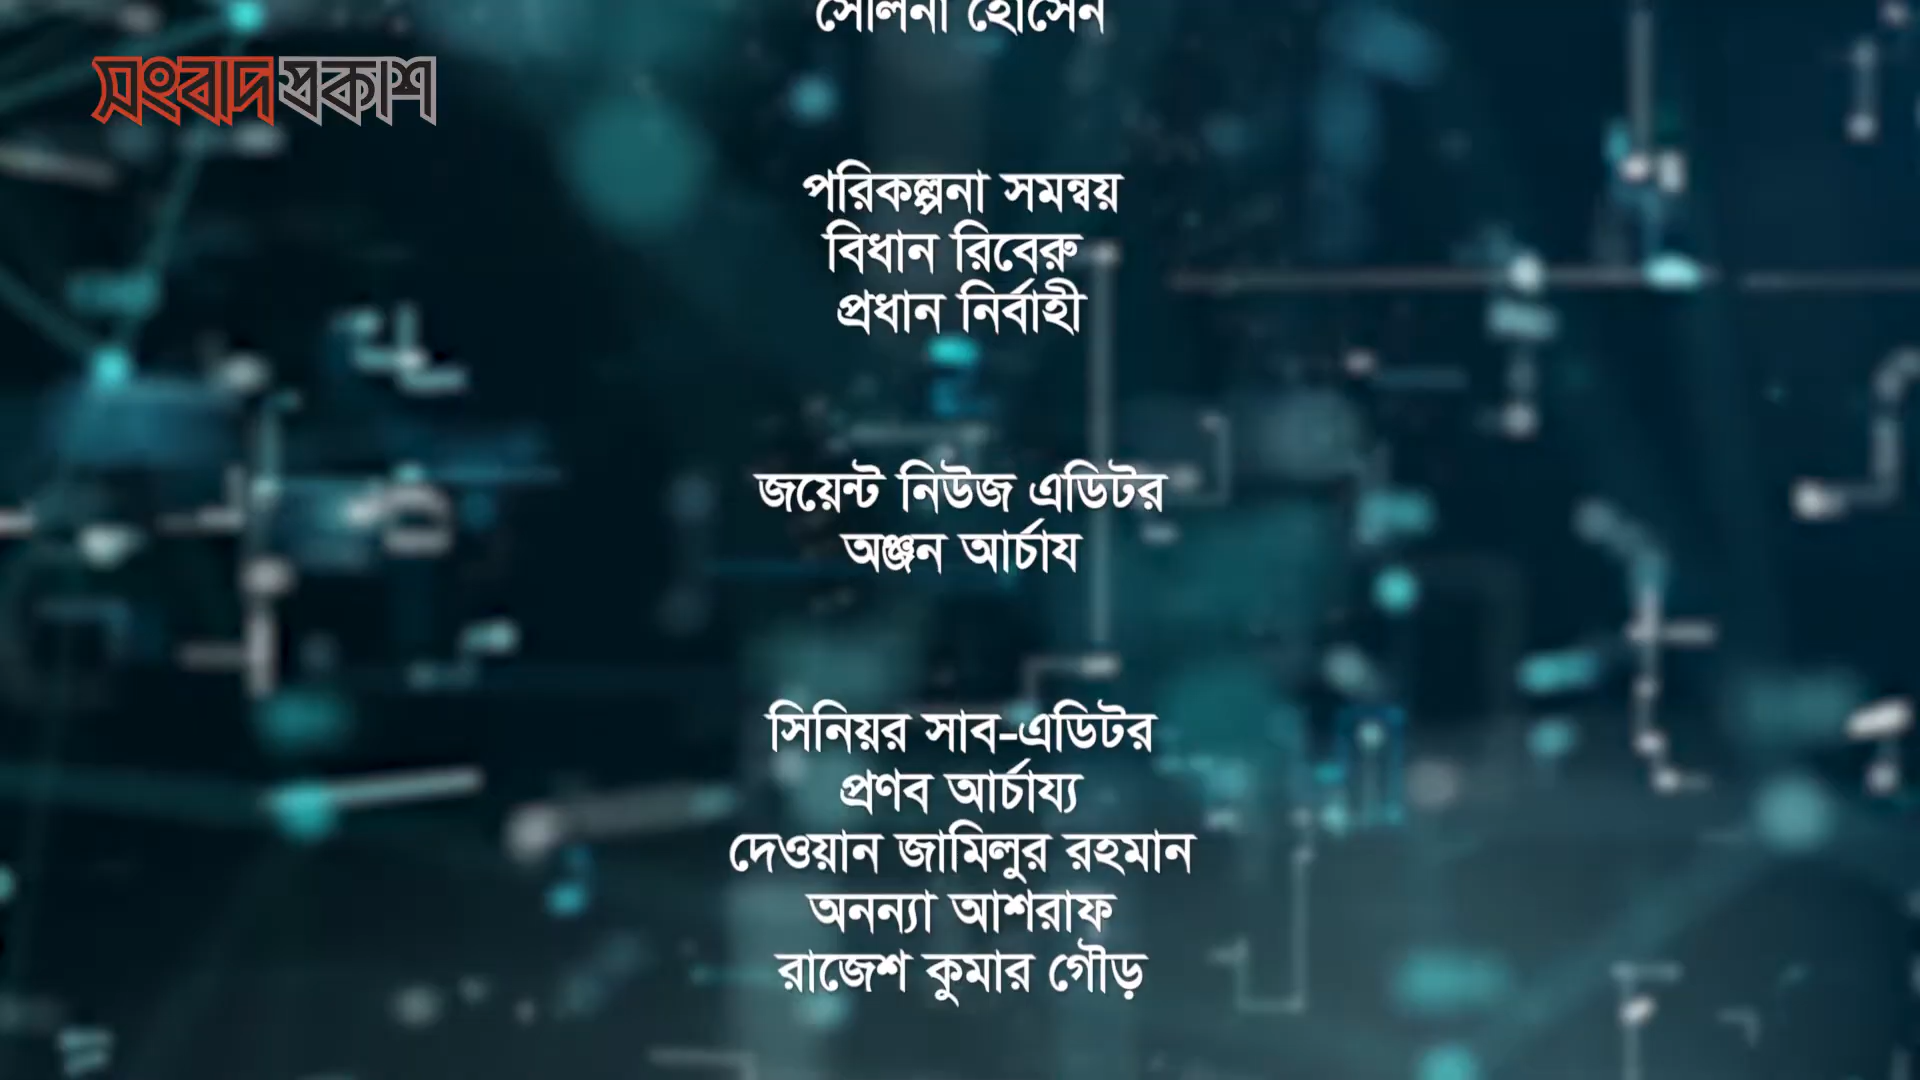 সেলিনা হোসেন
সংবাদপ্রকাশ
পরিকল্পনা সমন্বয়
বিধান রিবেরু
প্রধান নির্বাহী
জয়েন্ট নিউজ এডিটর
অঞ্জন আর্চায
সিনিয়র সাব-এডিটর
প্রণব আর্চায্য
দেওয়ান জামিলুর রহমান
অনন্যা আশরাফ
রাজেশ কুমার গৌড়